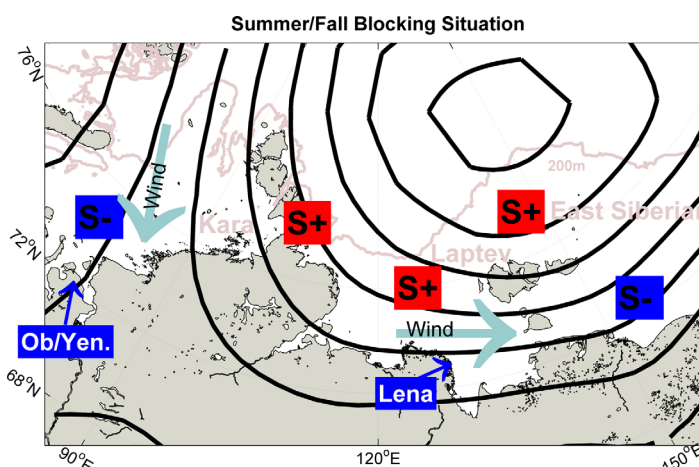 Summer/Fall Blocking Situation
76°N
Wind
200m
S-
Kara
S+
S+
East Siberian
72°N
Laptev
S+
S-
Ob/Yen.
Wind
Lena
68°N
90°E
120°E
150°E